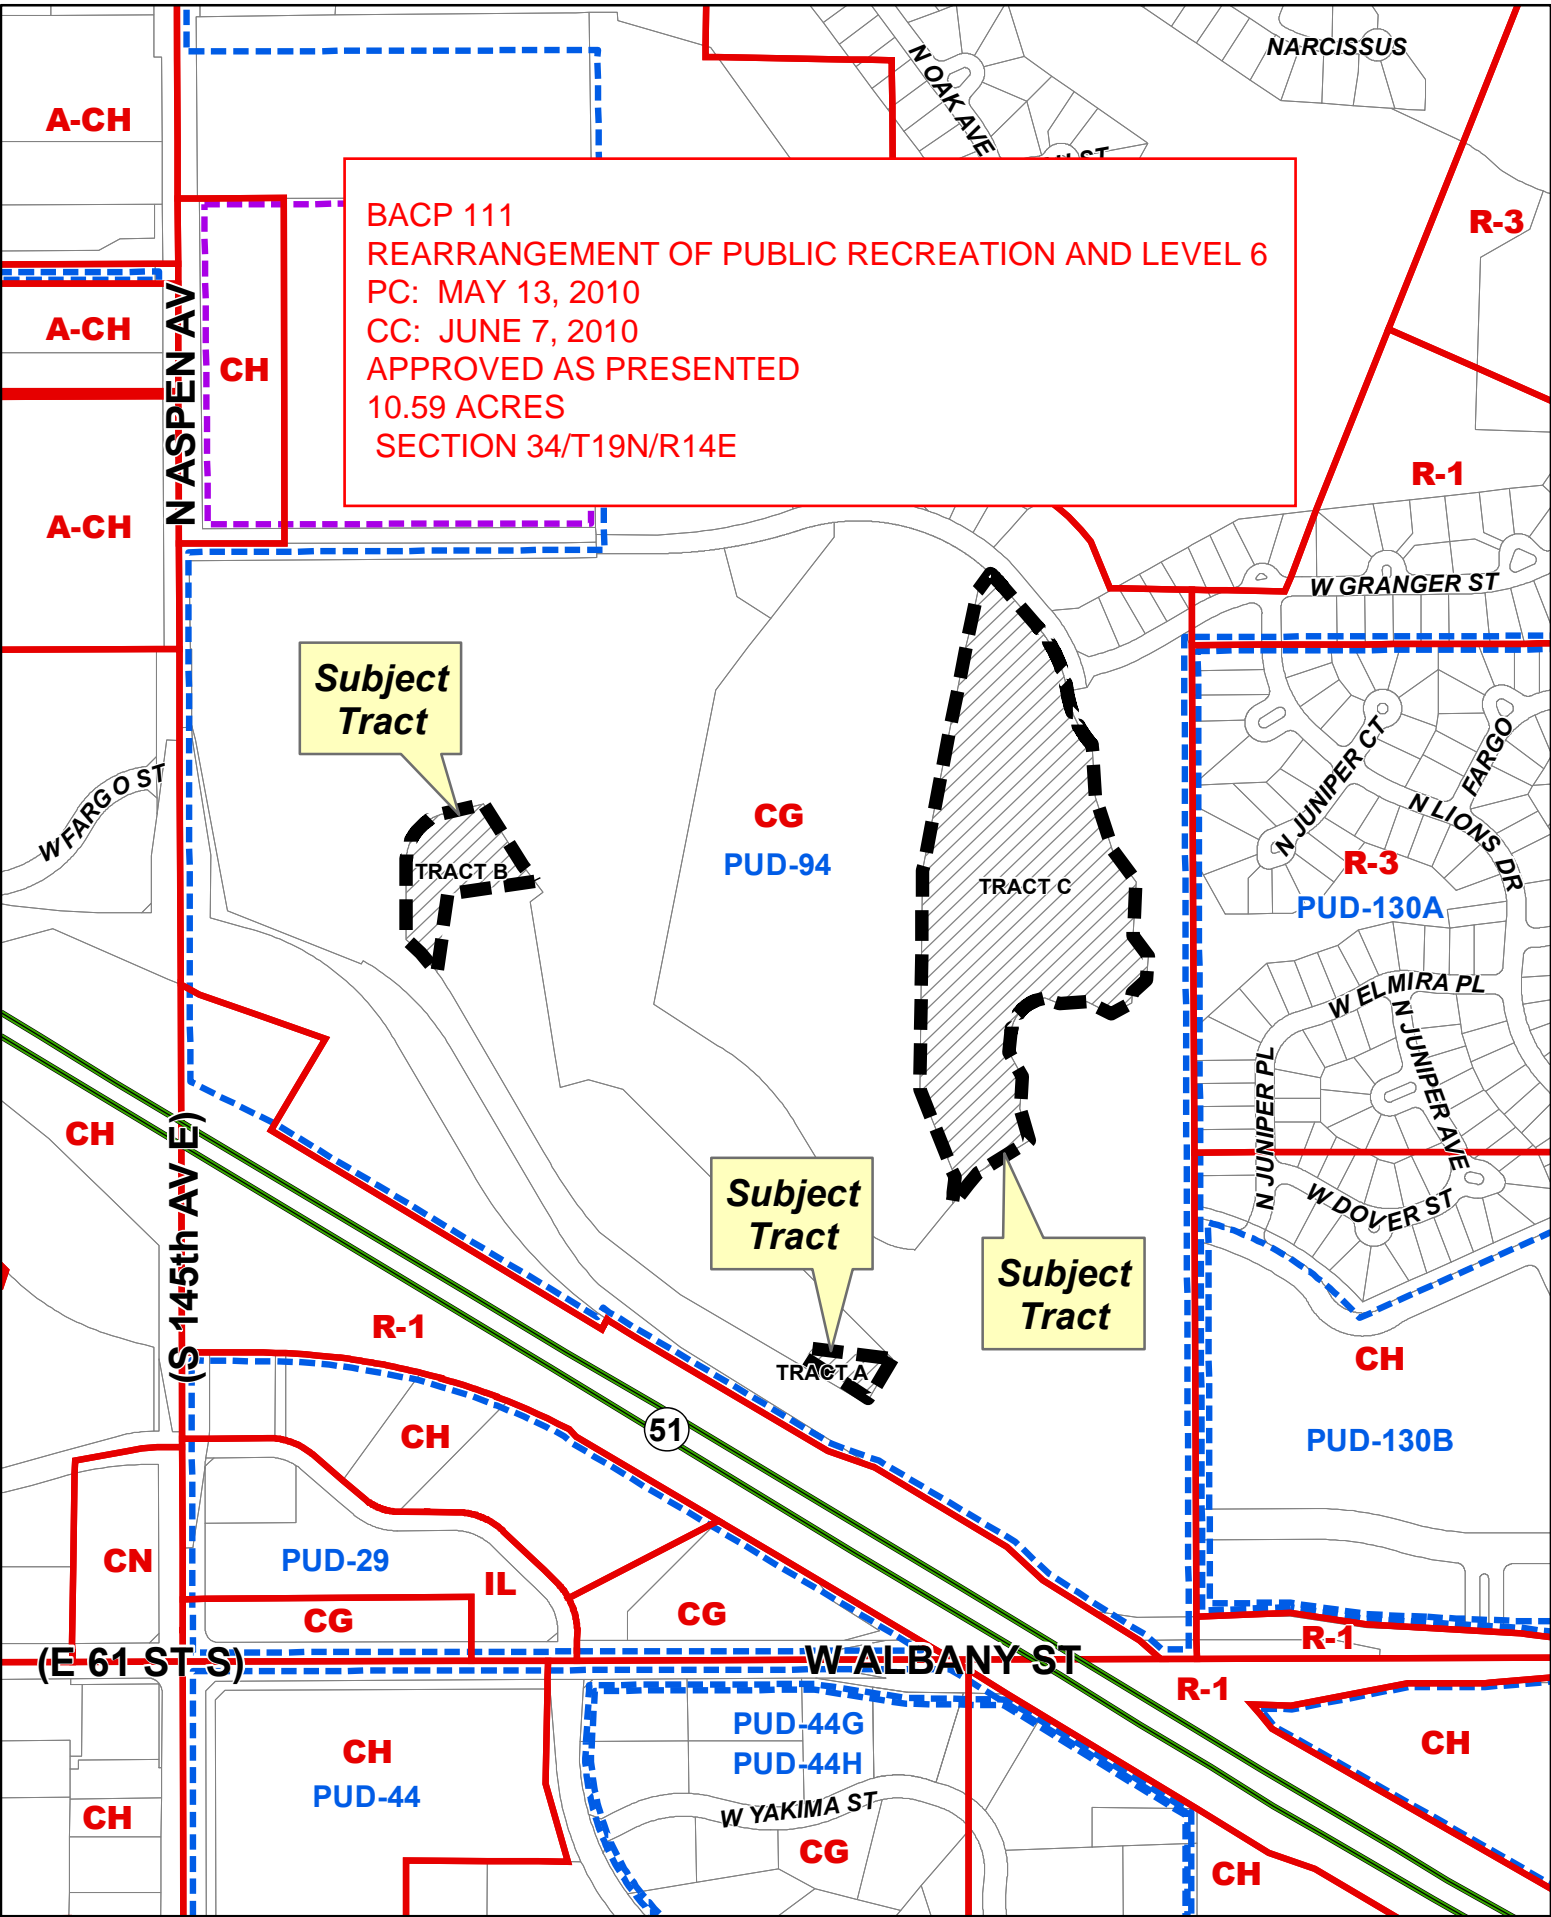 NARCISSUS
N OAK AVE
ST
A-CH
R-3
BACP 111
REARRANGEMENT OF PUBLIC RECREATION AND LEVEL 6
PC: MAY 13, 2010
CC: JUNE 7, 2010
APPROVED AS PRESENTED
10.59 ACRES
SECTION 34/T19N/R14E
A-CH
CH
N ASPEN AV
R-1
A-CH
W GRANGER ST
Subject
Tract
W FARGO ST
TRACT B
CG
PUD-94
TRACT C
N JUNIPER CT
FARGO
N LIONS DR
R-3
PUD-130A
W ELMIRA PL
N JUNIPER AVE
N JUNIPER PL
W DOVER ST
CH
(S 145th AV E)
Subject
Tract
Subject
Tract
R-1
TRACT A
CH
CH
51
PUD-130B
CN
PUD-29
IL
CG
CG
R-1
(E 61 ST S)
W ALBANY ST
R-1
CH
PUD-44
PUD-44G
PUD-44H
CH
CH
W YAKIMA ST
CG
CH